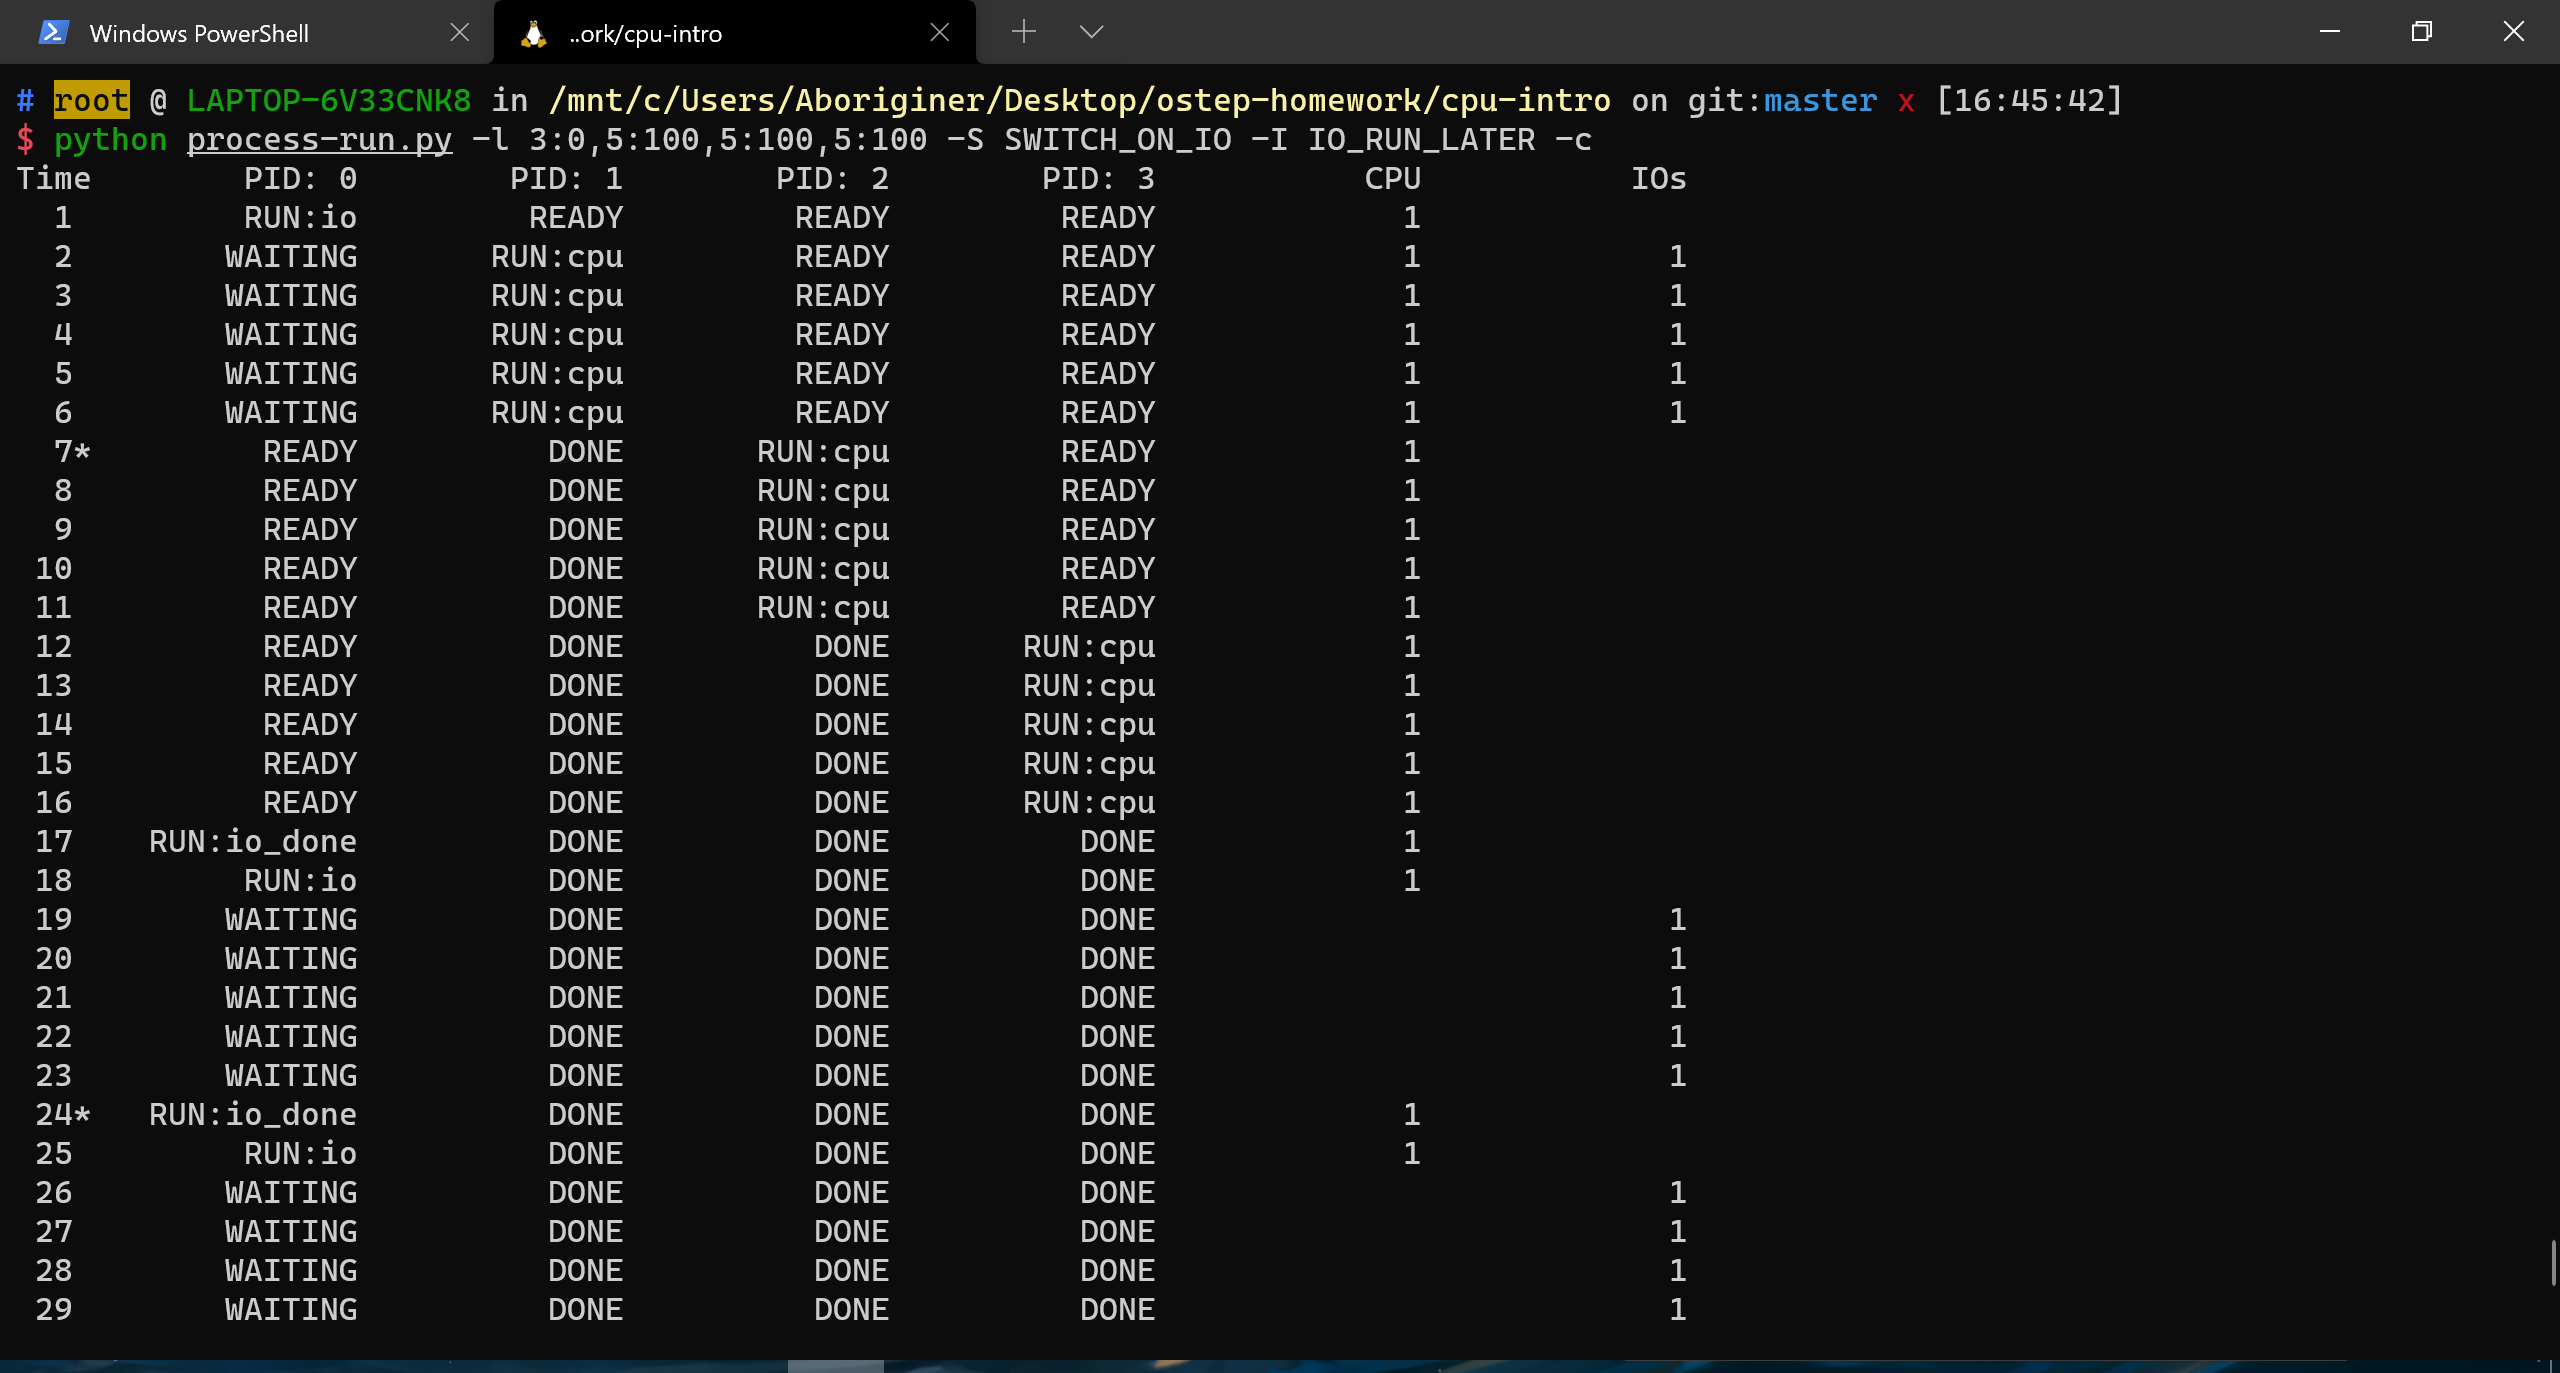 Windows PowerShell ..ork/cpu-intro
# root @ LAPTOP-6V33CNK8 in /mnt/c/Users/Aboriginer/Desktop/ostep-homework/cpu-intro on git:master x [16:45:42]
$ python process-run.py -l 3:0,5:100,5:100,5:100 -S SWITCH_ON_IO -I IO_RUN_LATER -c
Time PID: 0 PID: 1 PID: 2 PID: 3 CPU IOs
1 RUN:io READY READY READY 1
2 WAITING RUN:cpu READY READY 1 1
3 WAITING RUN:cpu READY READY 1 1
4 WAITING RUN:cpu READY READY 1 1
5 WAITING RUN:cpu READY READY 1 1
6 WAITING RUN:cpu READY READY 1 1
7* READY DONE RUN:cpu READY 1
8 READY DONE RUN:cpu READY 1
9 READY DONE RUN:cpu READY 1
10 READY DONE RUN:cpu READY 1
11 READY DONE RUN:cpu READY 1
12 READY DONE DONE RUN:cpu 1
13 READY DONE DONE RUN:cpu 1
14 READY DONE DONE RUN:cpu 1
15 READY DONE DONE RUN:cpu 1
16 READY DONE DONE RUN:cpu 1
17 RUN:io_done DONE DONE DONE 1
18 RUN:io DONE DONE DONE 1
19 WAITING DONE DONE DONE 1
20 WAITING DONE DONE DONE 1
21 WAITING DONE DONE DONE 1
22 WAITING DONE DONE DONE 1
23 WAITING DONE DONE DONE 1
24* RUN:io_done DONE DONE DONE 1
25 RUN:io DONE DONE DONE 1
26 WAITING DONE DONE DONE 1
27 WAITING DONE DONE DONE 1
28 WAITING DONE DONE DONE 1
29 WAITING DONE DONE DONE 1